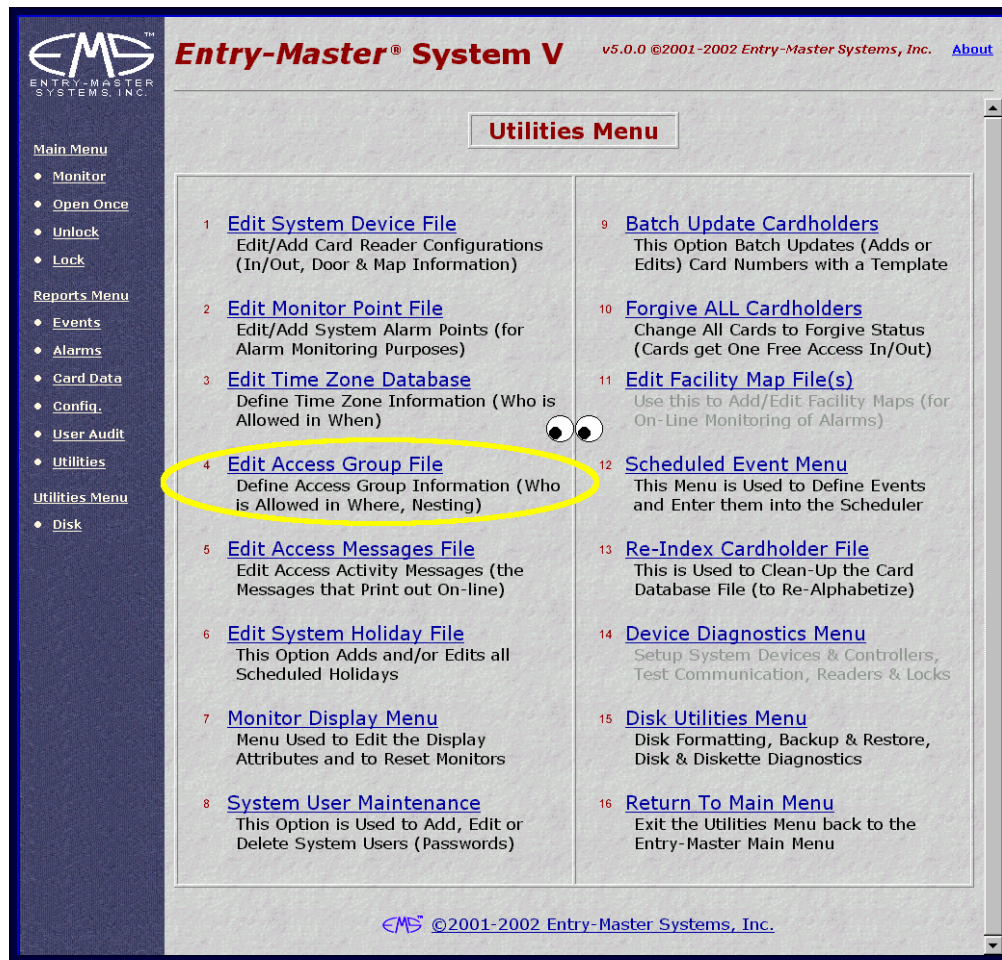 EMS™
ENTRY-MASTER
SYSTEMS, INC.
Entry-Master® System V
v5.0.0 ©2001-2002 Entry-Master Systems, Inc.
About
Main Menu
Monitor
Open Once
Unlock
Lock
Reports Menu
Events
Alarms
Card Data
Config.
User Audit
Utilities
Utilities Menu
Disk
Utilities Menu
1 Edit System Device File
Edit/Add Card Reader Configurations
(In/Out, Door & Map Information)
2 Edit Monitor Point File
Edit/Add System Alarm Points (for
Alarm Monitoring Purposes)
3 Edit Time Zone Database
Define Time Zone Information (Who is
Allowed in When)
4 Edit Access Group File
Define Access Group Information (Who
is Allowed in Where, Nesting)
5 Edit Access Messages File
Edit Access Activity Messages (the
Messages that Print out On-line)
6 Edit System Holiday File
This Option Adds and/or Edits all
Scheduled Holidays
7 Monitor Display Menu
Menu Used to Edit the Display
Attributes and to Reset Monitors
8 System User Maintenance
This Option is Used to Add, Edit or
Delete System Users (Passwords)
9 Batch Update Cardholders
This Option Batch Updates (Adds or
Edits) Card Numbers with a Template
10 Forgive ALL Cardholders
Change All Cards to Forgive Status
(Cards get One Free Access In/Out)
11 Edit Facility Map File(s)
Use this to Add/Edit Facility Maps (for
On-Line Monitoring of Alarms)
12 Scheduled Event Menu
This Menu is Used to Define Events
and Enter them into the Scheduler
13 Re-Index Cardholder File
This is Used to Clean-Up the Card
Database File (to Re-Alphabetize)
14 Device Diagnostics Menu
Setup System Devices & Controllers,
Test Communication, Readers & Locks
15 Disk Utilities Menu
Disk Formatting, Backup & Restore,
Disk & Diskette Diagnostics
16 Return To Main Menu
Exit the Utilities Menu back to the
Entry-Master Main Menu
EMS™ ©2001-2002 Entry-Master Systems, Inc.